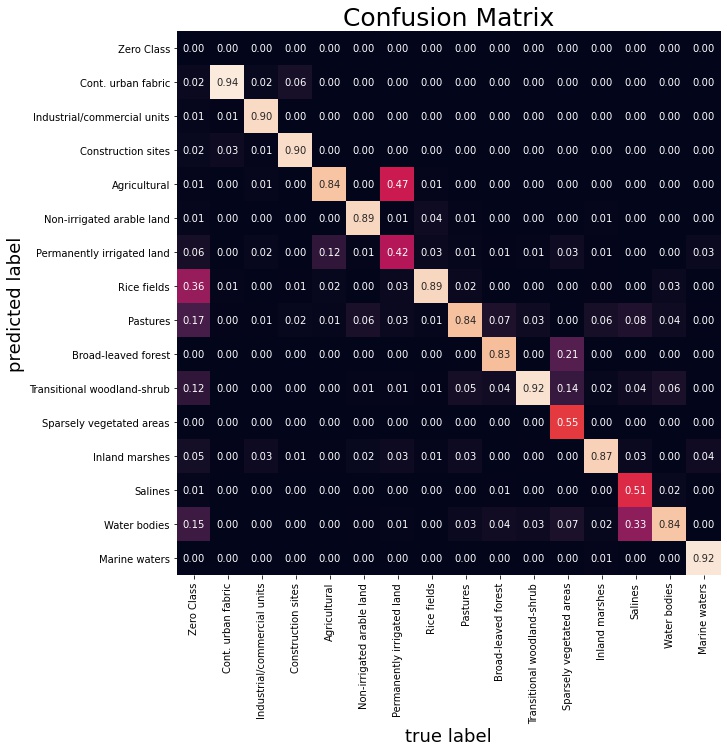 Confusion Matrix
Zero Class 0.00 0.00 0.00 0.00 0.00 0.00 0.00 0.00 0.00 0.00 0.00 0.00 0.00 0.00 0.00 0.00
Cont. urban fabric 0.02 0.94 0.02 0.06 0.00 0.00 0.00 0.00 0.00 0.00 0.00 0.00 0.00 0.00 0.00 0.00
Industrial/commercial units 0.01 0.01 0.90 0.00 0.00 0.00 0.00 0.00 0.00 0.00 0.00 0.00 0.00 0.00 0.00 0.00
Construction sites 0.02 0.03 0.01 0.90 0.00 0.00 0.00 0.00 0.00 0.00 0.00 0.00 0.00 0.00 0.00 0.00
Agricultural 0.01 0.00 0.01 0.00 0.84 0.00 0.47 0.01 0.00 0.00 0.00 0.00 0.00 0.00 0.00 0.00
Non-irrigated arable land 0.01 0.00 0.00 0.00 0.00 0.89 0.01 0.04 0.01 0.00 0.00 0.00 0.01 0.00 0.00 0.00
Permanently irrigated land 0.06 0.00 0.02 0.00 0.12 0.01 0.42 0.03 0.01 0.01 0.01 0.03 0.01 0.00 0.00 0.03
Rice fields 0.36 0.01 0.00 0.01 0.02 0.00 0.03 0.89 0.02 0.00 0.00 0.00 0.00 0.00 0.03 0.00
Pastures 0.17 0.00 0.01 0.02 0.01 0.06 0.03 0.01 0.84 0.07 0.03 0.00 0.06 0.08 0.04 0.00
Broad-leaved forest 0.00 0.00 0.00 0.00 0.00 0.00 0.00 0.00 0.00 0.83 0.00 0.21 0.00 0.00 0.00 0.00
Transitional woodland-shrub 0.12 0.00 0.00 0.00 0.00 0.01 0.01 0.01 0.05 0.04 0.92 0.14 0.02 0.04 0.06 0.00
Sparsely vegetated areas 0.00 0.00 0.00 0.00 0.00 0.00 0.00 0.00 0.00 0.00 0.00 0.55 0.00 0.00 0.00 0.00
Inland marshes 0.05 0.00 0.03 0.01 0.00 0.02 0.03 0.01 0.03 0.00 0.00 0.00 0.87 0.03 0.00 0.04
Salines 0.01 0.00 0.00 0.00 0.00 0.00 0.00 0.00 0.00 0.01 0.00 0.00 0.00 0.51 0.02 0.00
Water bodies 0.15 0.00 0.00 0.00 0.00 0.00 0.01 0.00 0.03 0.04 0.03 0.07 0.02 0.33 0.84 0.00
Marine waters 0.00 0.00 0.00 0.00 0.00 0.00 0.00 0.00 0.00 0.00 0.00 0.00 0.01 0.00 0.00 0.92
predicted label
Zero Class
Cont. urban fabric
Industrial/commercial units
Construction sites
Agricultural
Non-irrigated arable land
Permanently irrigated land
Rice fields
Pastures
Broad-leaved forest
Transitional woodland-shrub
Sparsely vegetated areas
Inland marshes
Salines
Water bodies
Marine waters
true label